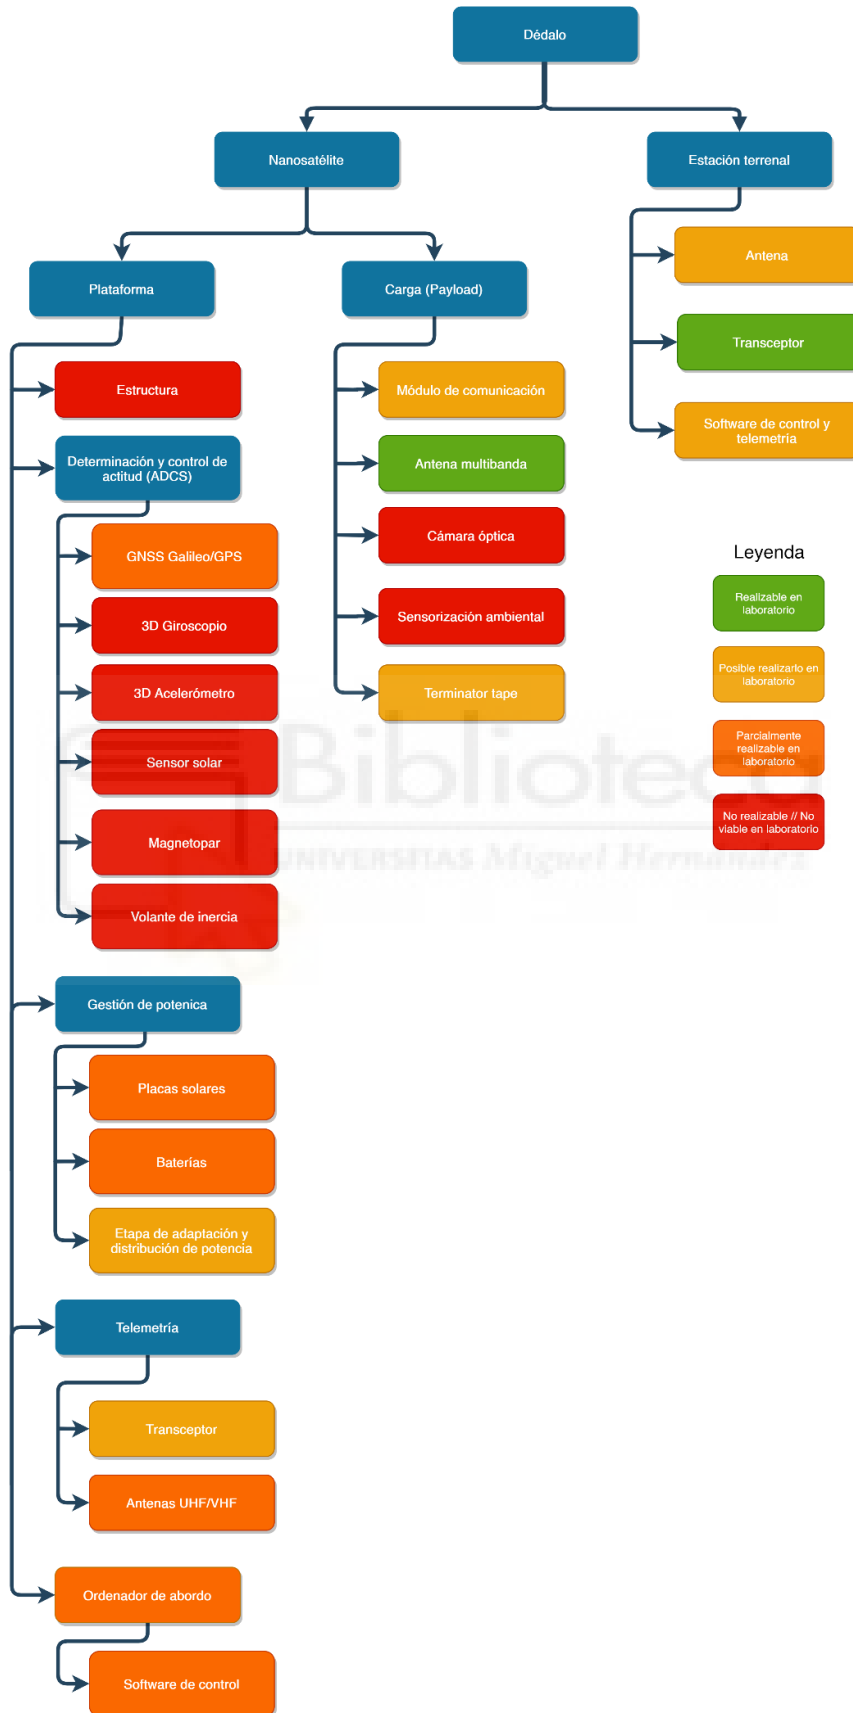 Dédalo
Nanosatélite
Estación terrenal
Plataforma
Carga (Payload)
Antena
Transceptor
Software de control y
telemetría
Estructura
Determinación y control de
actitud (ADCS)
GNSS Galileo/GPS
3D Giroscopio
3D Acelerómetro
Sensor solar
Magnetopar
Volante de inercia
Módulo de comunicación
Antena multibanda
Cámara óptica
Sensorización ambiental
Terminator tape
Leyenda
Realizable en
laboratorio
Posible realizarlo en
laboratorio
Parcialmente
realizable en
laboratorio
No realizable // No
viable en laboratorio
Biblioteca
UNIVERSITAS Miguel Hernández
Gestión de potenica
Placas solares
Baterías
Etapa de adaptación y
distribución de potencia
Telemetría
Transceptor
Antenas UHF/VHF
Ordenador de abordo
Software de control